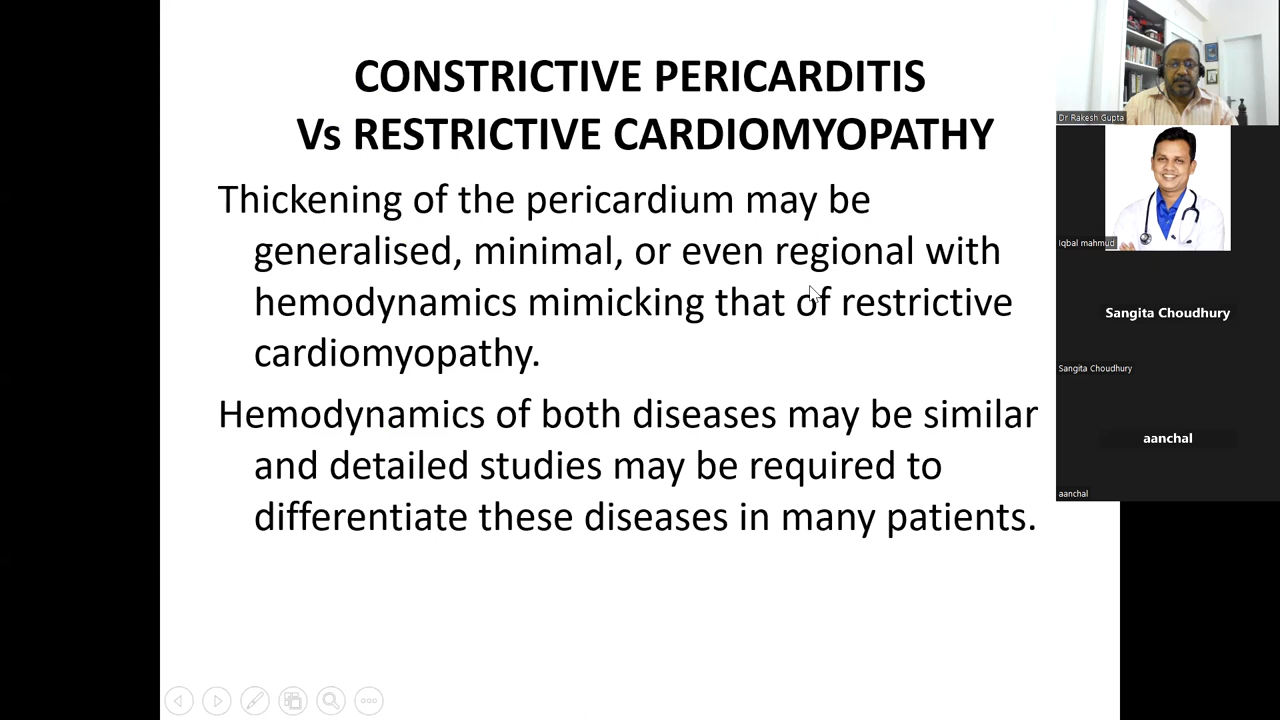 CONSTRICTIVE PERICARDITIS
Vs RESTRICTIVE CARDIOMYOPATHY
Thickening of the pericardium may be
generalised, minimal, or even regional with
hemodynamics mimicking that of restrictive
cardiomyopathy.
Hemodynamics of both diseases may be similar
and detailed studies may be required to
differentiate these diseases in many patients.
Dr Rakesh Gupta
Iqbal mahmud
Sangita Choudhury
Sangita Choudhury
aanchal
aanchal